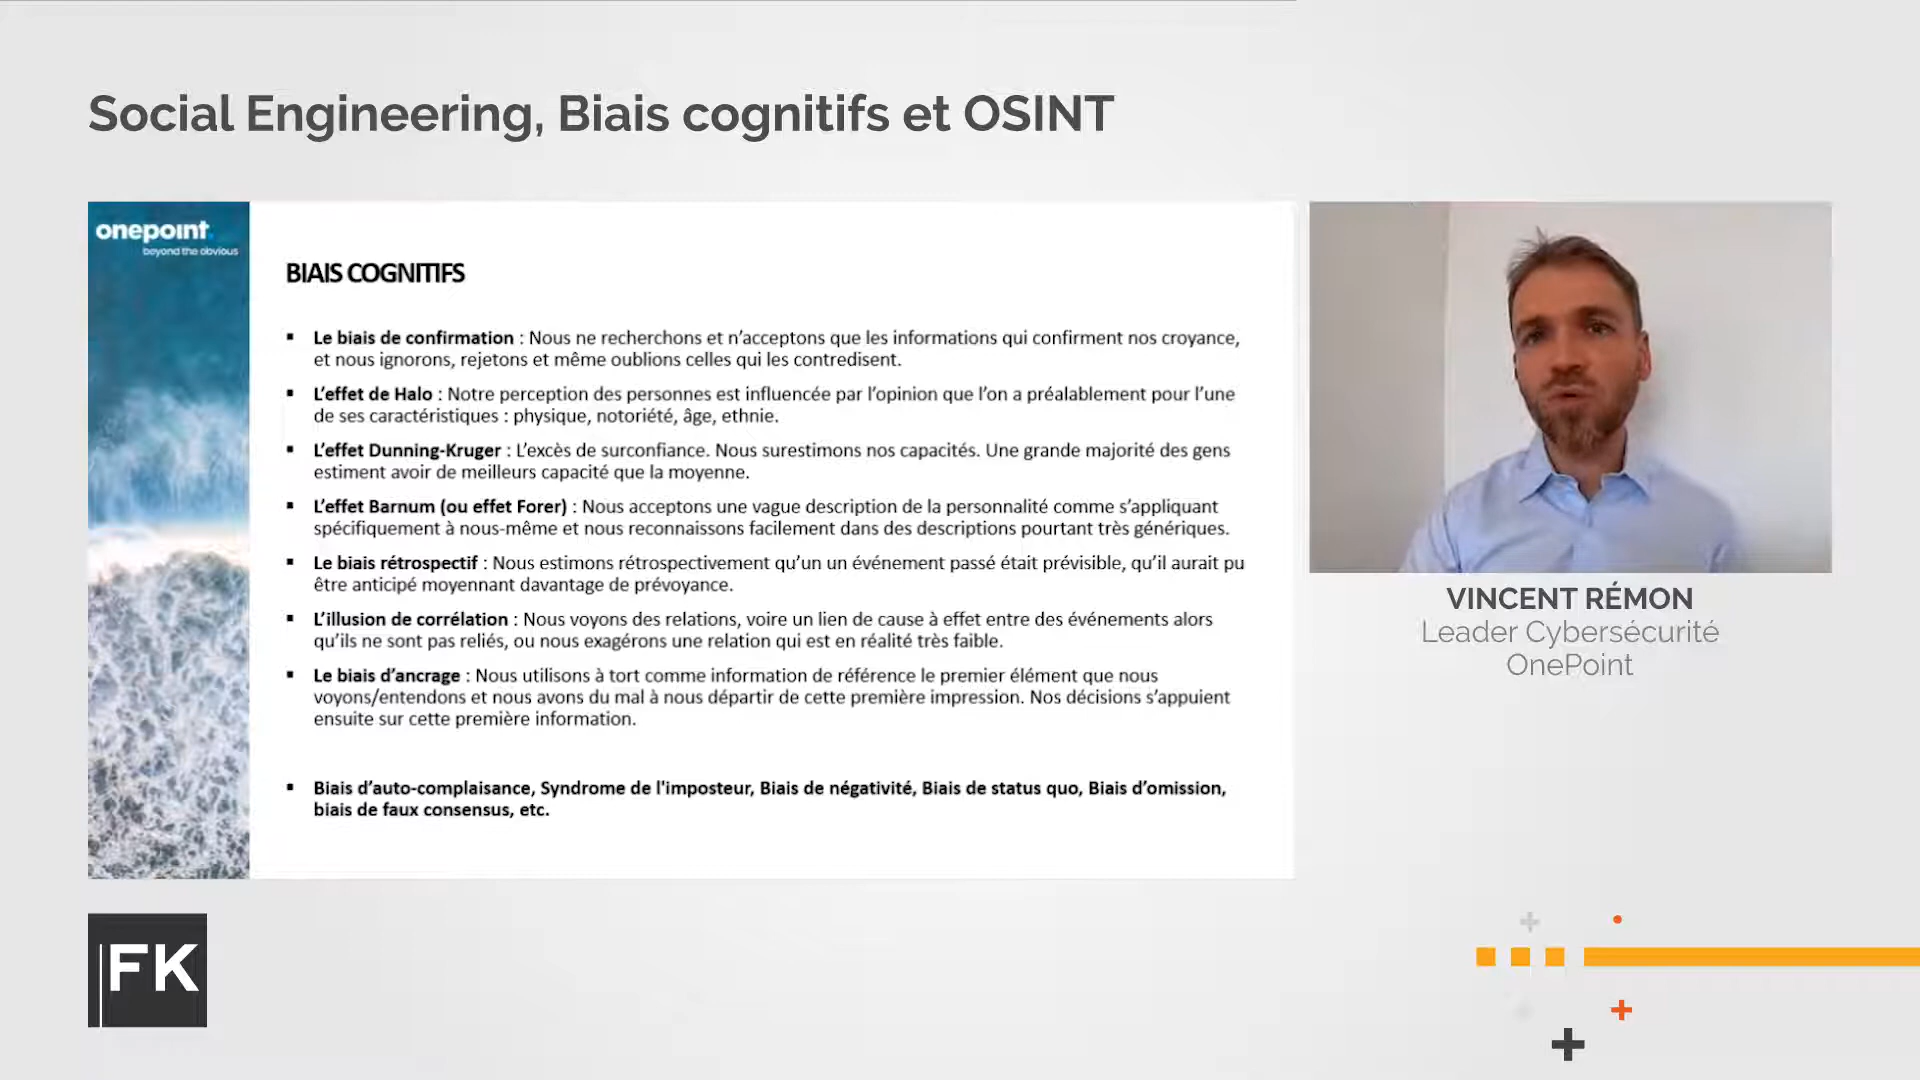 Social Engineering, Biais cognitifs et OSINT
onepoint.
beyond the obvious
BIAIS COGNITIFS
▪ Le biais de confirmation : Nous ne recherchons et n’acceptons que les informations qui confirment nos croyance,
et nous ignorons, rejetons et même oublions celles qui les contredisent.
▪ L’effet de Halo : Notre perception des personnes est influencée par l’opinion que l’on a préalablement pour l’une
de ses caractéristiques : physique, notoriété, âge, ethnie.
▪ L’effet Dunning-Kruger : L’excès de surconfiance. Nous surestimons nos capacités. Une grande majorité des gens
estiment avoir de meilleurs capacité que la moyenne.
▪ L’effet Barnum (ou effet Forer) : Nous acceptons une vague description de la personnalité comme s’appliquant
spécifiquement à nous-même et nous reconnaissons facilement dans des descriptions pourtant très génériques.
▪ Le biais rétrospectif : Nous estimons rétrospectivement qu’un un événement passé était prévisible, qu’il aurait pu
être anticipé moyennant davantage de prévoyance.
▪ L’illusion de corrélation : Nous voyons des relations, voire un lien de cause à effet entre des événements alors
qu’ils ne sont pas reliés, ou nous exagérons une relation qui est en réalité très faible.
▪ Le biais d’ancrage : Nous utilisons à tort comme information de référence le premier élément que nous
voyons/entendons et nous avons du mal à nous départir de cette première impression. Nos décisions s’appuient
ensuite sur cette première information.
▪ Biais d’auto-complaisance, Syndrome de l'imposteur, Biais de négativité, Biais de status quo, Biais d’omission,
biais de faux consensus, etc.
VINCENT RÉMON
Leader Cybersécurité
OnePoint
FK